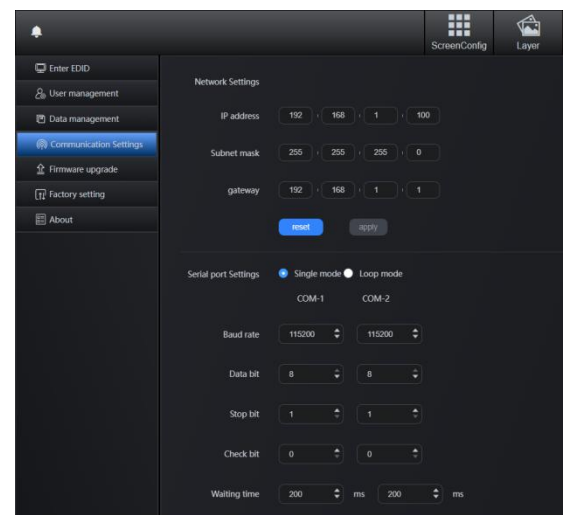 ScreenConfig Layer
Enter EDID
User management
Data management
Communication Settings
Firmware upgrade
Factory setting
About
Network Settings
IP address 192 168 1 100
Subnet mask 255 255 255 0
gateway 192 168 1 1
reset apply
Serial port Settings Single mode Loop mode
COM-1 COM-2
Baud rate 115200 115200
Data bit 8 8
Stop bit 1 1
Check bit 0 0
Waiting time 200 ms 200 ms